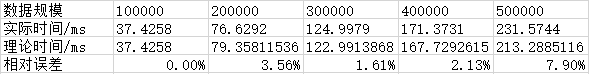 数据规模 100000 200000 300000 400000 500000
实际时间/ms 37.4258 76.6292 124.9979 171.3731 231.5744
理论时间/ms 37.4258 79.35811536 122.9913868 167.7292615 213.2885116
相对误差 0.00% 3.56% 1.61% 2.13% 7.90%